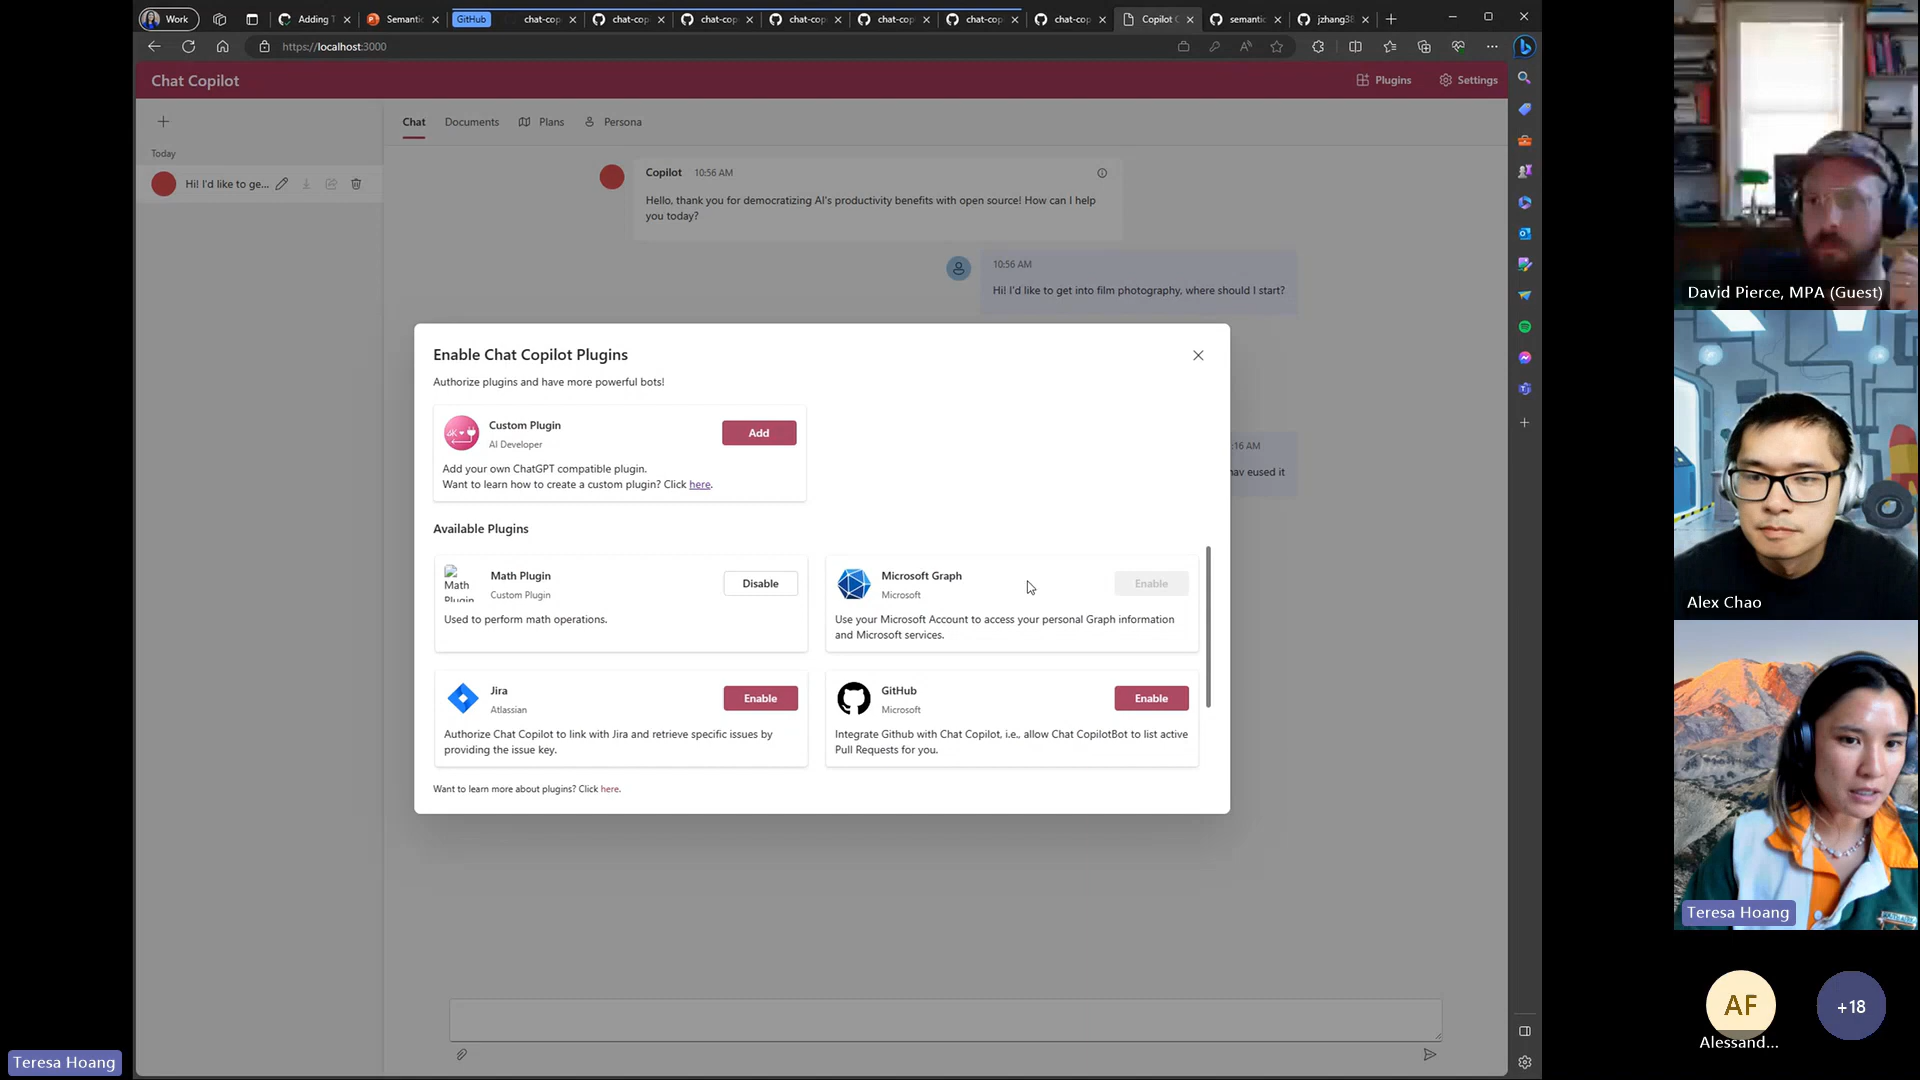 Work
Adding T
Semantic
GitHub
chat-cop
chat-cop
chat-cop
chat-cop
chat-cop
chat-cop
chat-cop
Copilot C
semantic
jzhang38
https://localhost:3000
Chat Copilot
Plugins
Settings
Chat
Documents
Plans
Persona
Today
Hi! I'd like to ge...
Copilot 10:56 AM
Hello, thank you for democratizing AI's productivity benefits with open source! How can I help
you today?
10:56 AM
Hi! I'd like to get into film photography, where should I start?
:16 AM
hav eused it
Enable Chat Copilot Plugins
Authorize plugins and have more powerful bots!
Custom Plugin
AI Developer
Add
Add your own ChatGPT compatible plugin.
Want to learn how to create a custom plugin? Click here.
Available Plugins
Math
Plugin
Math Plugin
Custom Plugin
Disable
Used to perform math operations.
Microsoft Graph
Microsoft
Enable
Use your Microsoft Account to access your personal Graph information
and Microsoft services.
Jira
Atlassian
Enable
Authorize Chat Copilot to link with Jira and retrieve specific issues by
providing the issue key.
GitHub
Microsoft
Enable
Integrate Github with Chat Copilot, i.e., allow Chat CopilotBot to list active
Pull Requests for you.
Want to learn more about plugins? Click here.
David Pierce, MPA (Guest)
Alex Chao
Teresa Hoang
AF
+18
Alessand...
Teresa Hoang